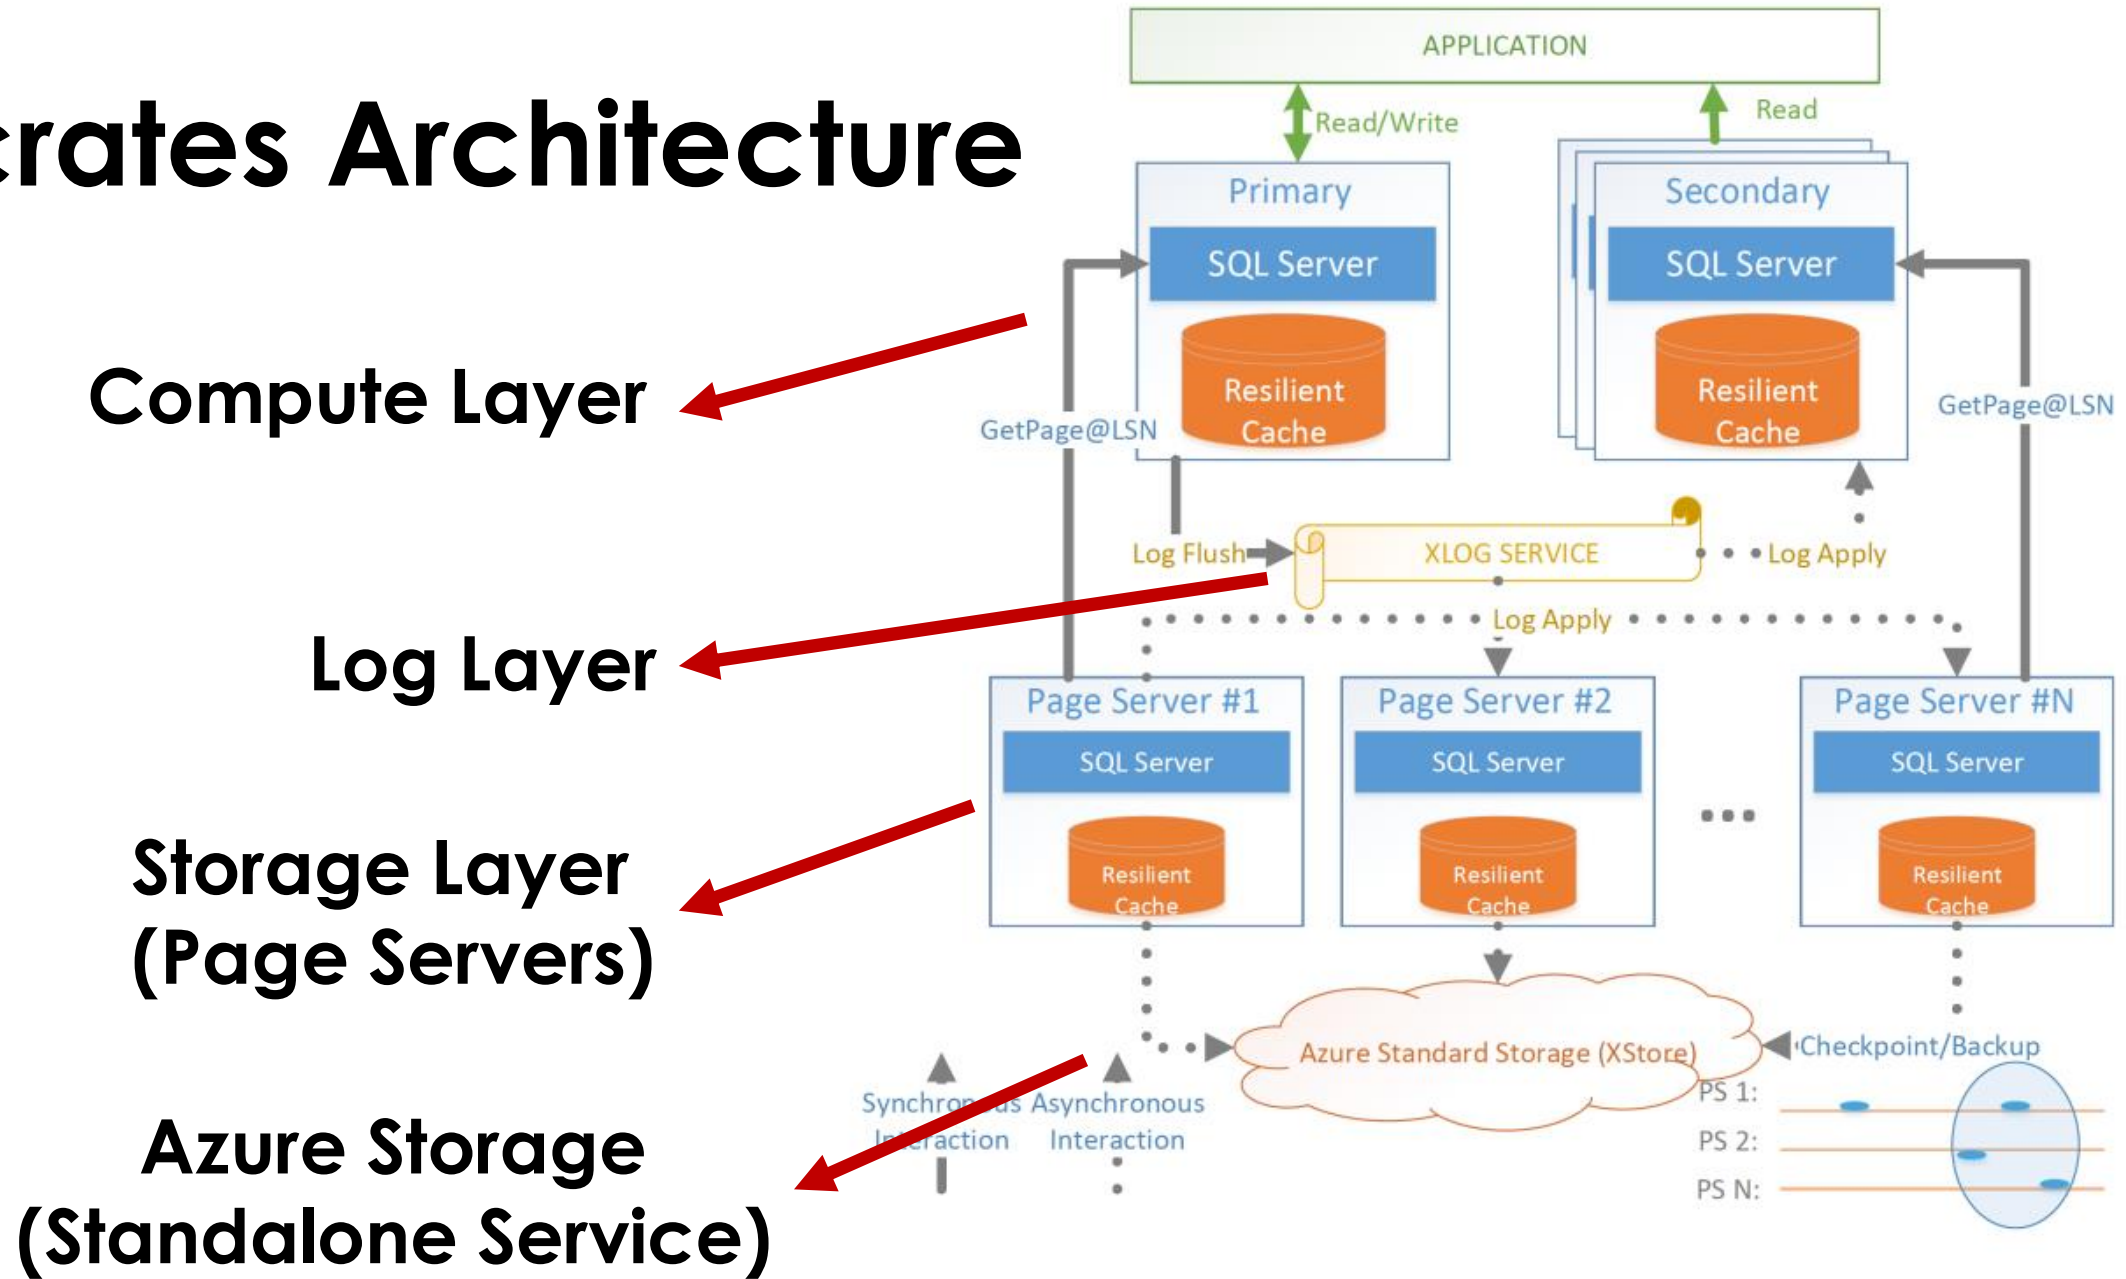 crates Architecture
APPLICATION
Read/Write
Read
Primary
SQL Server
Resilient
Cache
Secondary
SQL Server
Resilient
Cache
Compute Layer
GetPage@LSN
GetPage@LSN
Log Flush
XLOG SERVICE
Log Apply
Log Apply
Log Layer
Page Server #1
SQL Server
Resilient
Cache
Page Server #2
SQL Server
Resilient
Cache
Page Server #N
SQL Server
Resilient
Cache
Storage Layer
(Page Servers)
Azure Standard Storage (XStore)
Checkpoint/Backup
Synchronous
Interaction
Asynchronous
Interaction
PS 1:
PS 2:
PS N:
Azure Storage
(Standalone Service)